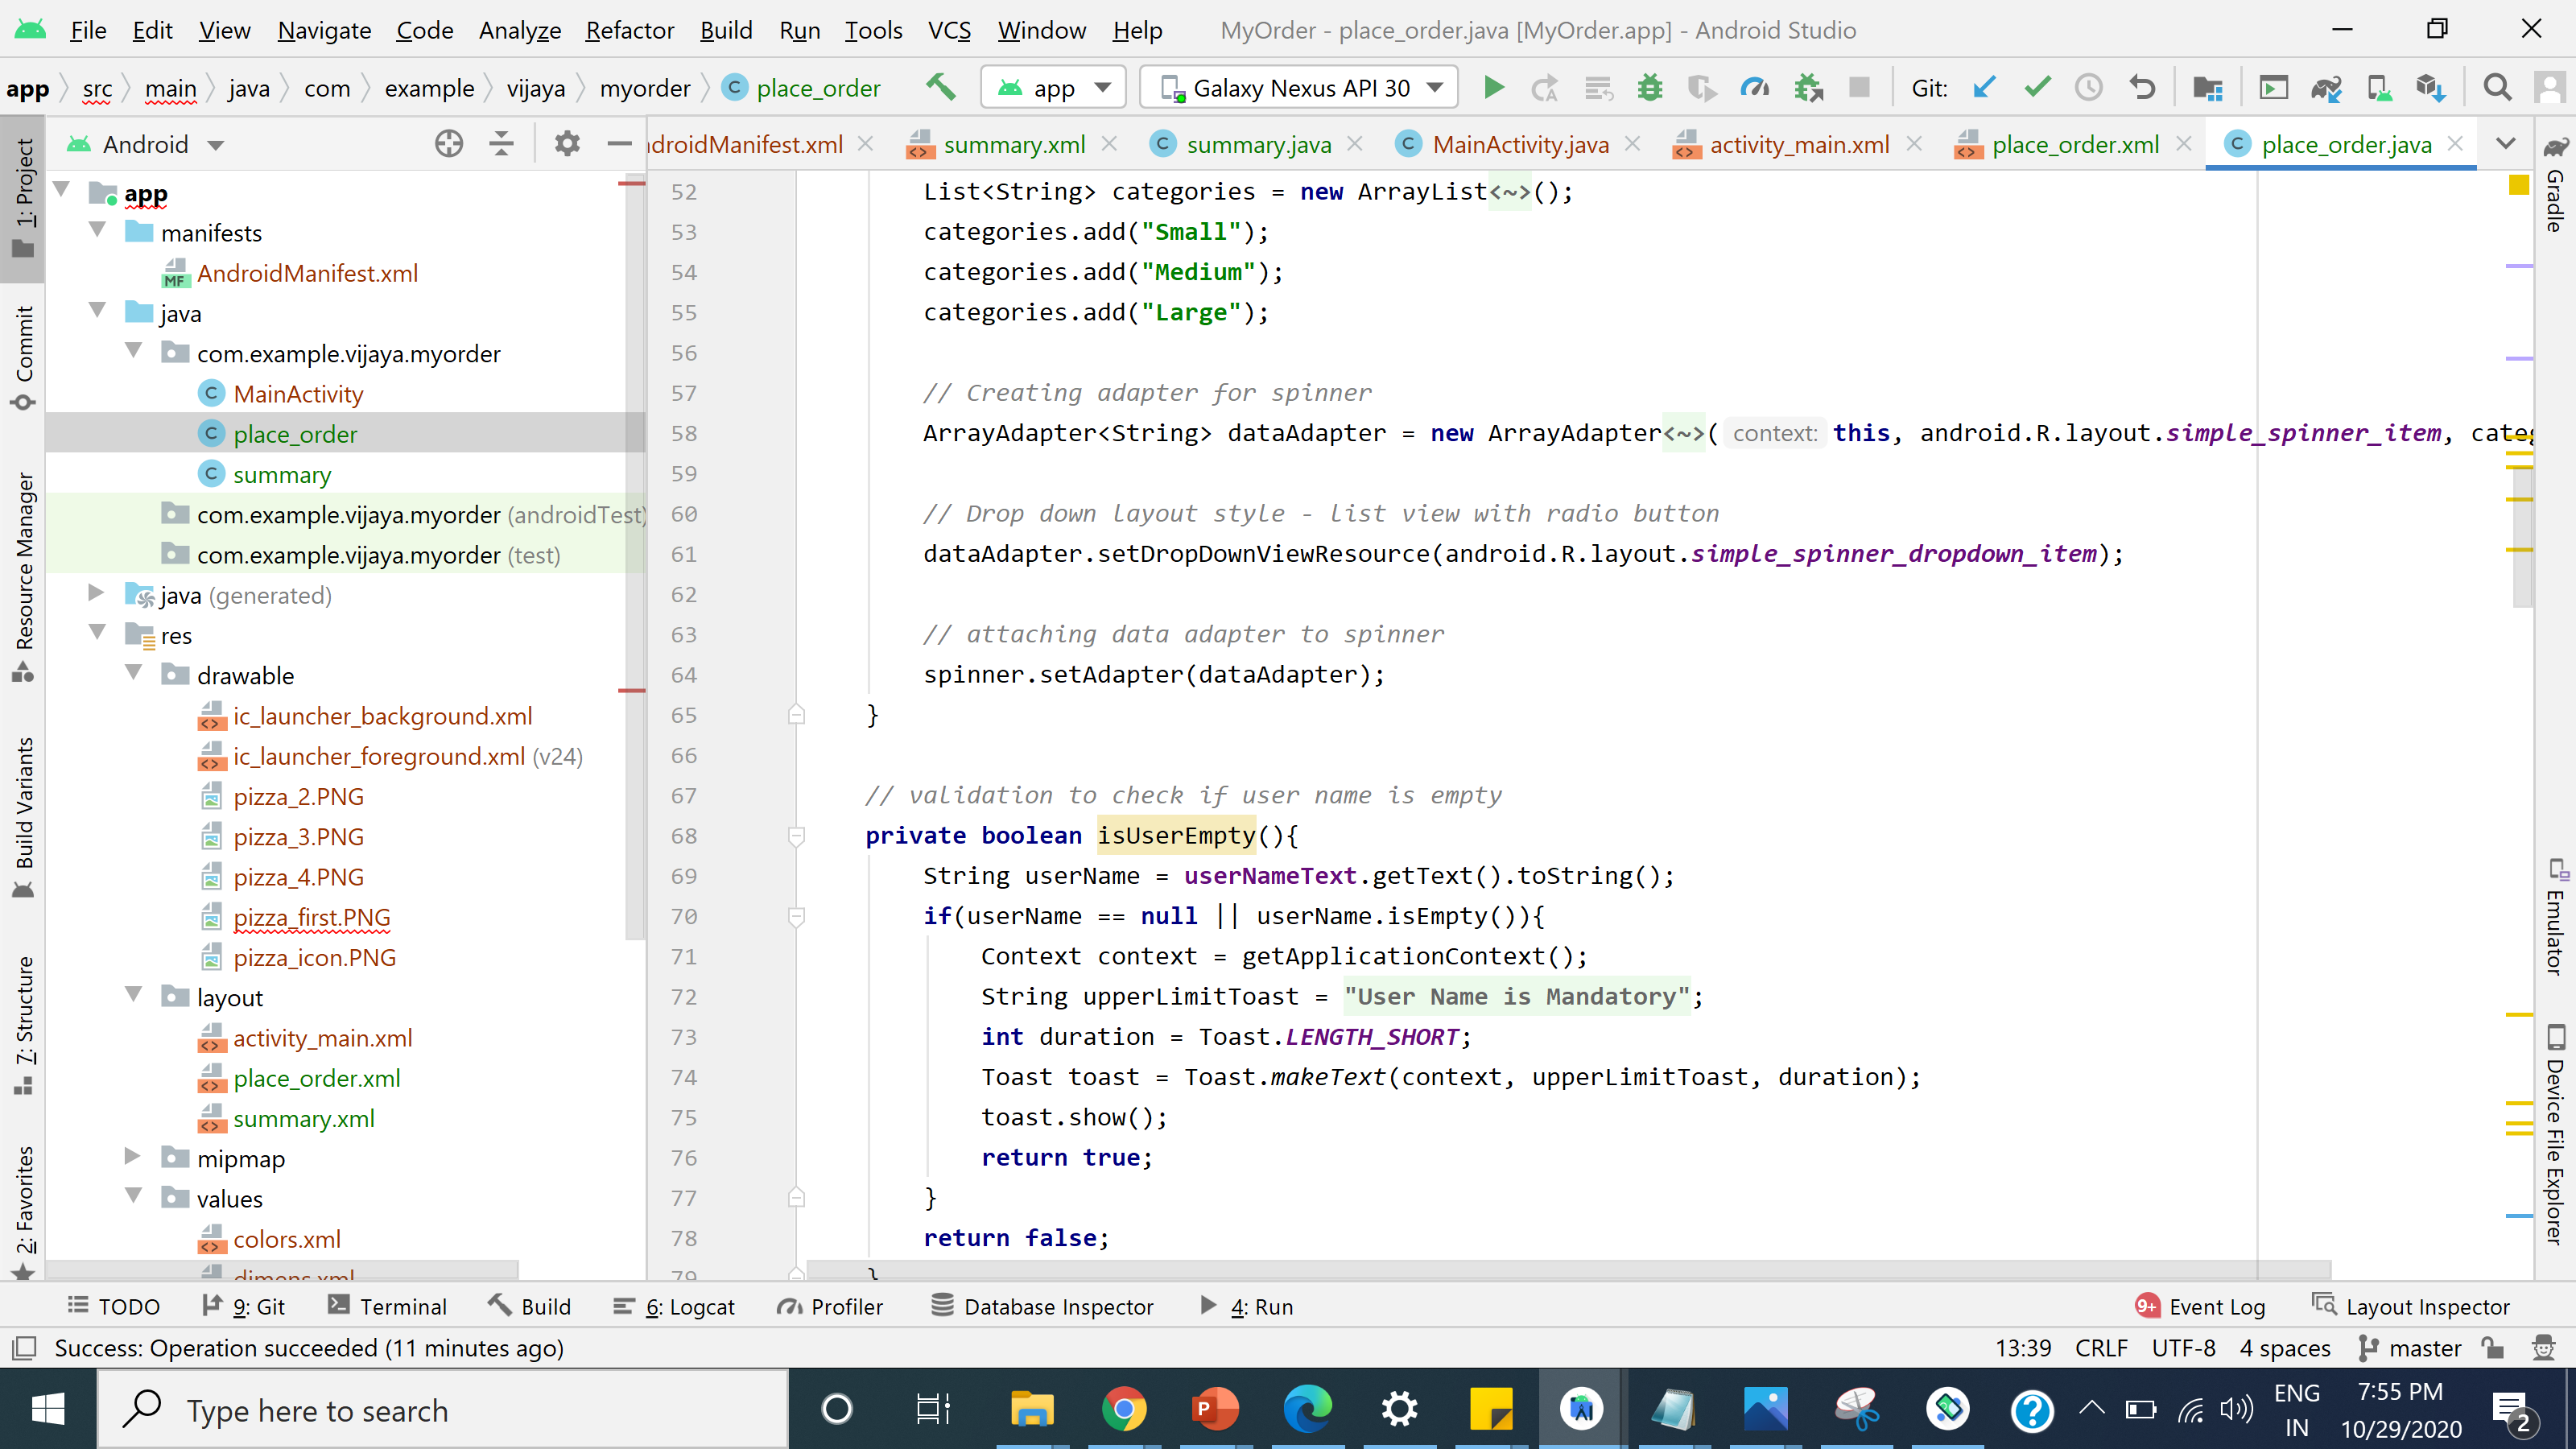 File Edit View Navigate Code Analyze Refactor Build Run Tools VCS Window Help MyOrder - place_order.java [MyOrder.app] - Android Studio
app src main java com example vijaya myorder place_order app Galaxy Nexus API 30 Git:
Android
ndroidManifest.xml summary.xml summary.java MainActivity.java activity_main.xml place_order.xml place_order.java
1: Project
Commit
Resource Manager
Build Variants
7: Structure
2: Favorites
app
manifests
AndroidManifest.xml
java
com.example.vijaya.myorder
MainActivity
place_order
summary
com.example.vijaya.myorder (androidTest)
com.example.vijaya.myorder (test)
java (generated)
res
drawable
ic_launcher_background.xml
ic_launcher_foreground.xml (v24)
pizza_2.PNG
pizza_3.PNG
pizza_4.PNG
pizza_first.PNG
pizza_icon.PNG
layout
activity_main.xml
place_order.xml
summary.xml
mipmap
values
colors.xml
dimens.xml
52 List<String> categories = new ArrayList<~>();
53 categories.add("Small");
54 categories.add("Medium");
55 categories.add("Large");
56
57 // Creating adapter for spinner
58 ArrayAdapter<String> dataAdapter = new ArrayAdapter<~>( context: this, android.R.layout.simple_spinner_item, categ
59
60 // Drop down layout style - list view with radio button
61 dataAdapter.setDropDownViewResource(android.R.layout.simple_spinner_dropdown_item);
62
63 // attaching data adapter to spinner
64 spinner.setAdapter(dataAdapter);
65 }
66
67 // validation to check if user name is empty
68 private boolean isUserEmpty(){
69 String userName = userNameText.getText().toString();
70 if(userName == null || userName.isEmpty()){
71 Context context = getApplicationContext();
72 String upperLimitToast = "User Name is Mandatory";
73 int duration = Toast.LENGTH_SHORT;
74 Toast toast = Toast.makeText(context, upperLimitToast, duration);
75 toast.show();
76 return true;
77 }
78 return false;
79 }
Gradle
Emulator
Device File Explorer
TODO 9: Git Terminal Build 6: Logcat Profiler Database Inspector 4: Run 9+ Event Log Layout Inspector
Success: Operation succeeded (11 minutes ago) 13:39 CRLF UTF-8 4 spaces master
Type here to search ENG IN 7:55 PM 10/29/2020 2